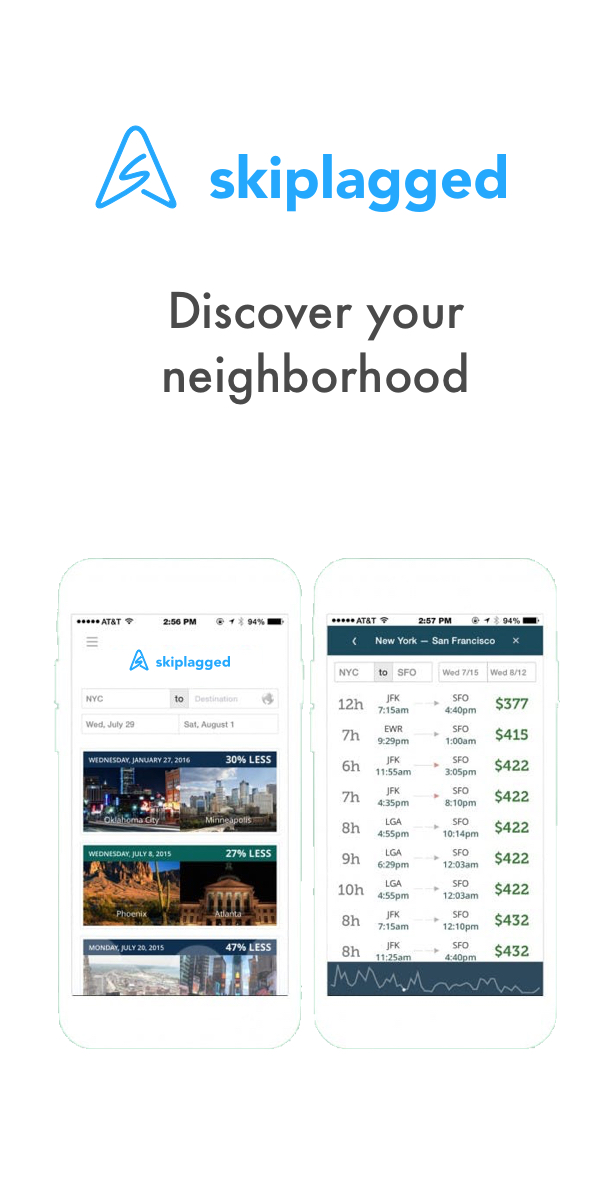 skiplagged
Discover your
neighborhood
AT&T 2:56 PM 94%
skiplagged
NYC to Destination
Wed, July 29 Sat, August 1
WEDNESDAY, JANUARY 27, 2016 30% LESS
Oklahoma City Minneapolis
WEDNESDAY, JULY 8, 2015 27% LESS
Phoenix Atlanta
MONDAY, JULY 20, 2015 47% LESS
AT&T 2:57 PM 94%
New York — San Francisco
NYC to SFO Wed 7/15 Wed 8/12
12h JFK SFO $377
7:15am 4:40pm
7h EWR SFO $415
9:29pm 1:00am
6h JFK SFO $422
11:55am 3:05pm
7h JFK SFO $422
4:35pm 8:10pm
8h LGA SFO $422
4:55pm 10:14pm
9h LGA SFO $422
6:29pm 12:03am
10h LGA SFO $422
4:55pm 12:03am
8h JFK SFO $432
7:15am 12:10pm
8h JFK SFO $432
11:25am 4:40pm